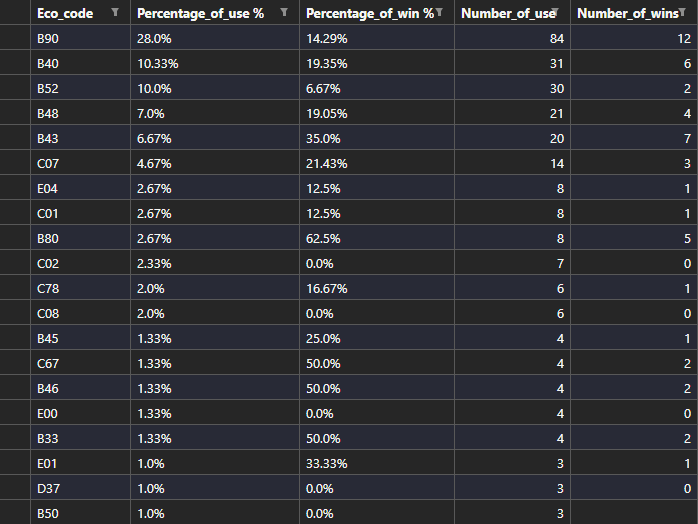 Eco_code Percentage_of_use % Percentage_of_win % Number_of_use Number_of_wins
B90 28.0% 14.29% 84 12
B40 10.33% 19.35% 31 6
B52 10.0% 6.67% 30 2
B48 7.0% 19.05% 21 4
B43 6.67% 35.0% 20 7
C07 4.67% 21.43% 14 3
E04 2.67% 12.5% 8 1
C01 2.67% 12.5% 8 1
B80 2.67% 62.5% 8 5
C02 2.33% 0.0% 7 0
C78 2.0% 16.67% 6 1
C08 2.0% 0.0% 6 0
B45 1.33% 25.0% 4 1
C67 1.33% 50.0% 4 2
B46 1.33% 50.0% 4 2
E00 1.33% 0.0% 4 0
B33 1.33% 50.0% 4 2
E01 1.0% 33.33% 3 1
D37 1.0% 0.0% 3 0
B50 1.0% 0.0% 3